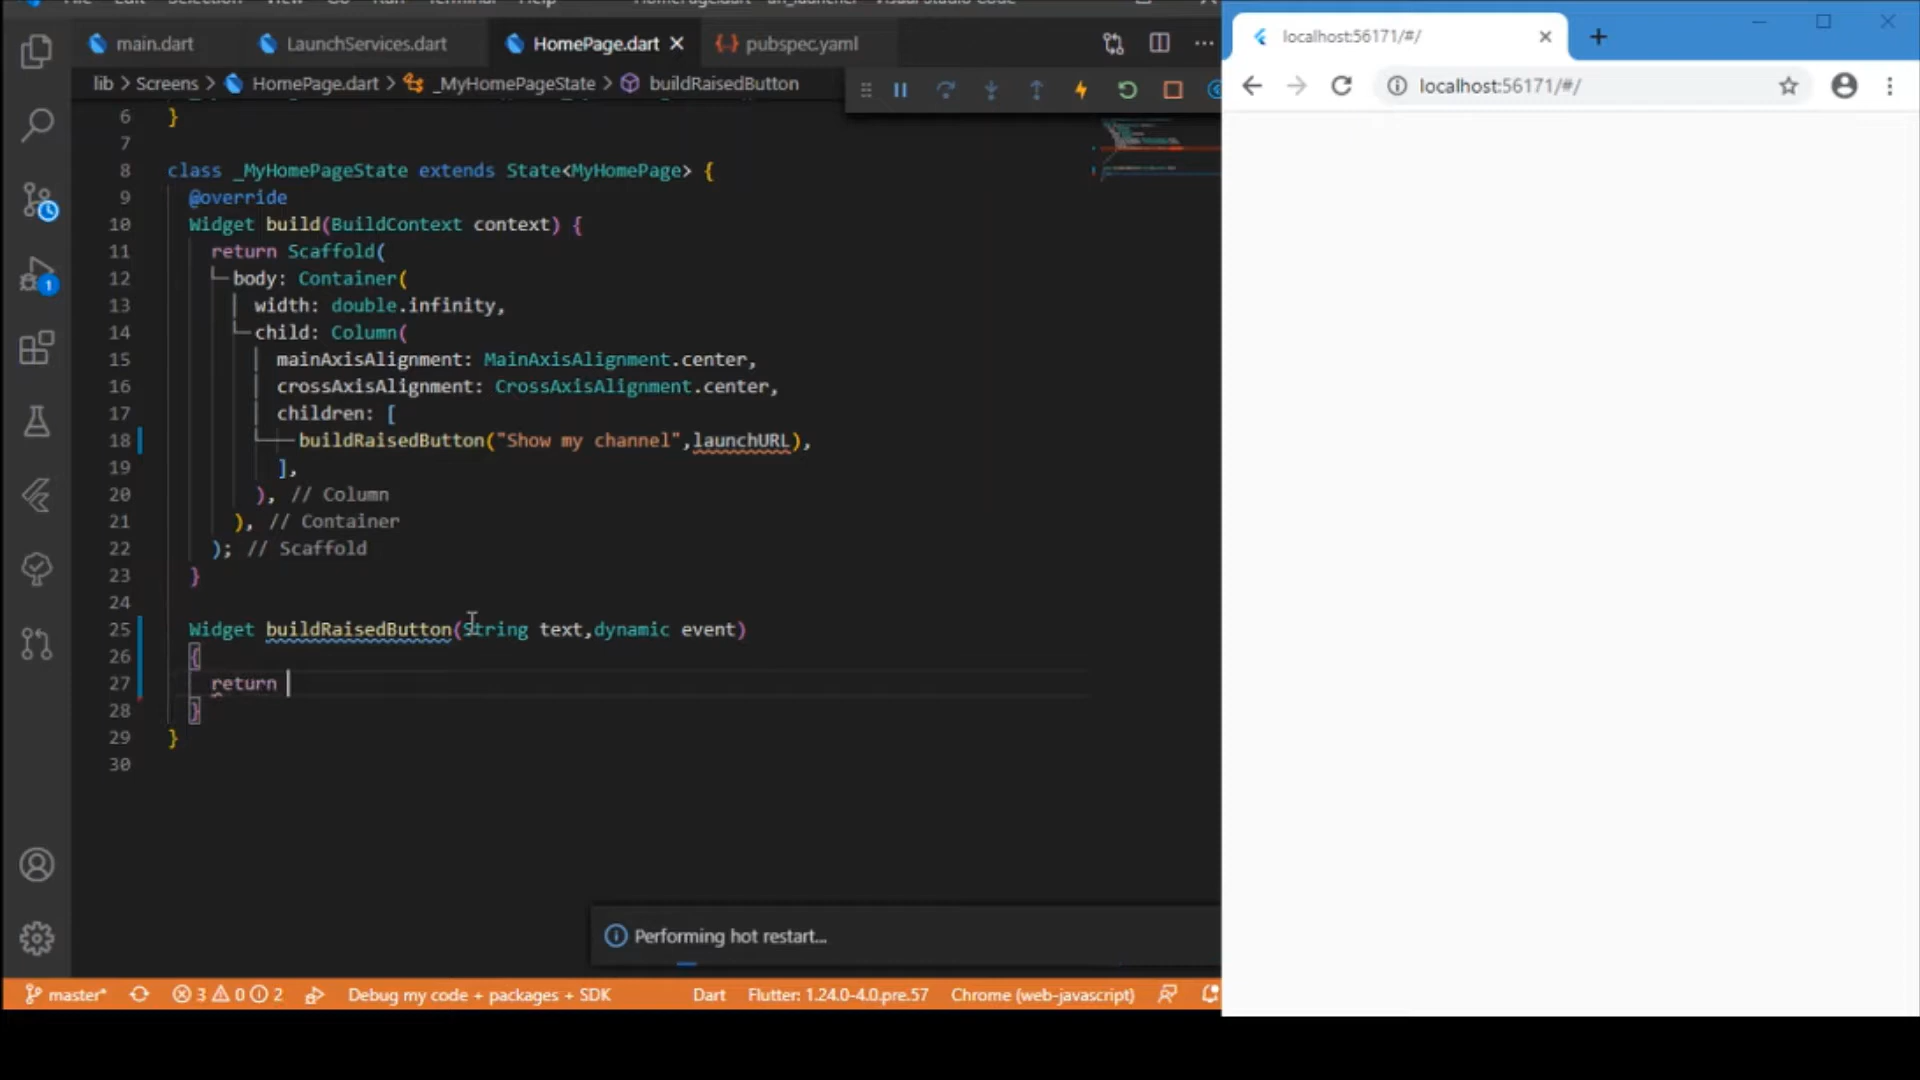 main.dart
LaunchServices.dart
HomePage.dart
pubspec.yaml
localhost:56171/#/
lib > Screens > HomePage.dart > _MyHomePageState > buildRaisedButton
localhost:56171/#/
6 }
7
8 class _MyHomePageState extends State<MyHomePage> {
9 @override
10 Widget build(BuildContext context) {
11 return Scaffold(
12 body: Container(
13 width: double.infinity,
14 child: Column(
15 mainAxisAlignment: MainAxisAlignment.center,
16 crossAxisAlignment: CrossAxisAlignment.center,
17 children: [
18 buildRaisedButton("Show my channel",launchURL),
19 ],
20 ), // Column
21 ), // Container
22 ); // Scaffold
23 }
24
25 Widget buildRaisedButton(String text,dynamic event)
26 {
27 return
28 }
29 }
30
1
Performing hot restart...
master* 3 0 2 Debug my code + packages + SDK Dart Flutter: 1.24.0-4.0.pre.57 Chrome (web-javascript)